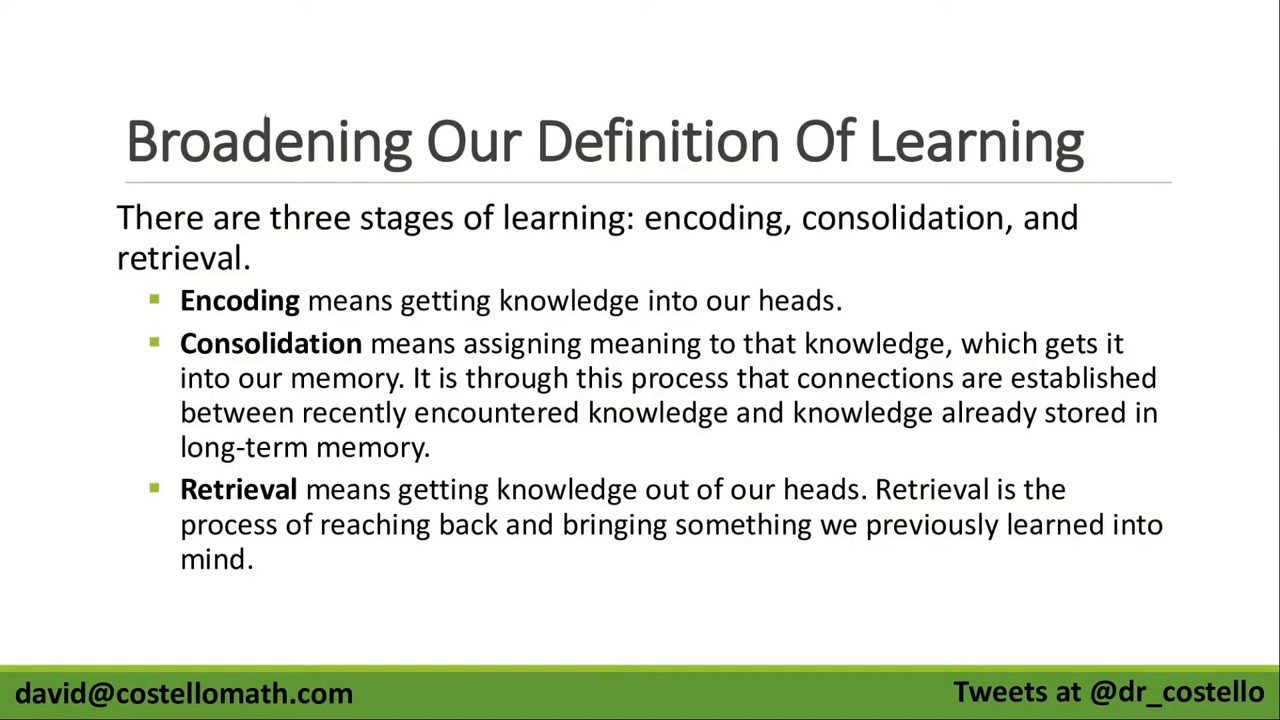 Broadening Our Definition Of Learning
There are three stages of learning: encoding, consolidation, and
retrieval.
Encoding means getting knowledge into our heads.
Consolidation means assigning meaning to that knowledge, which gets it
into our memory. It is through this process that connections are established
between recently encountered knowledge and knowledge already stored in
long-term memory.
Retrieval means getting knowledge out of our heads. Retrieval is the
process of reaching back and bringing something we previously learned into
mind.
david@costellomath.com
Tweets at @dr_costello